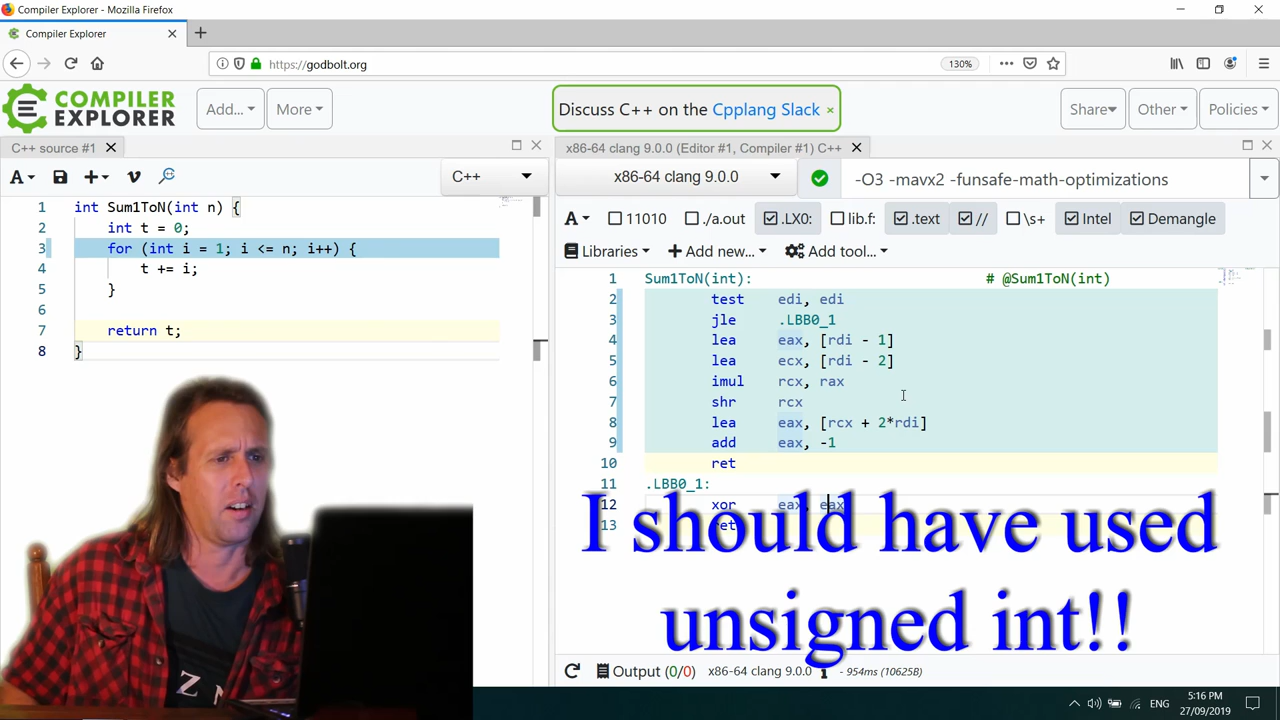 Compiler Explorer - Mozilla Firefox
Compiler Explorer
https://godbolt.org
130%
COMPILER
EXPLORER
Add...
More
Discuss C++ on the Cpplang Slack ×
Share
Other
Policies
C++ source #1
x86-64 clang 9.0.0 (Editor #1, Compiler #1) C++
A
C++
x86-64 clang 9.0.0
-O3 -mavx2 -funsafe-math-optimizations
A
11010
./a.out
.LX0:
lib.f:
.text
//
\s+
Intel
Demangle
Libraries
Add new...
Add tool...
1 int Sum1ToN(int n) {
2 int t = 0;
3 for (int i = 1; i <= n; i++) {
4 t += i;
5 }
6
7 return t;
8 }
1 Sum1ToN(int): # @Sum1ToN(int)
2 test edi, edi
3 jle .LBB0_1
4 lea eax, [rdi - 1]
5 lea ecx, [rdi - 2]
6 imul rcx, rax
7 shr rcx
8 lea eax, [rcx + 2*rdi]
9 add eax, -1
10 ret
11 .LBB0_1:
12 xor eax, eax
13 ret
I should have used
unsigned int!!
Z N
Output (0/0) x86-64 clang 9.0.0 i - 954ms (10625B)
ENG
5:16 PM
27/09/2019